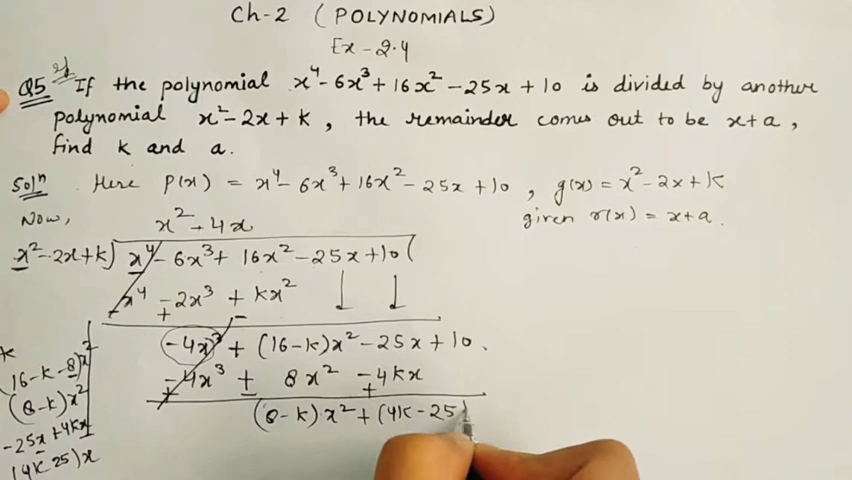 Ch-2 (POLYNOMIALS)
Ex-2.4
Q5 If the polynomial x⁴-6x³+16x²-25x+10 is divided by another
polynomial x²-2x+k, the remainder comes out to be x+a,
find k and a.
Solⁿ Here P(x) = x⁴-6x³+16x²-25x+10, g(x)=x²-2x+k
Now, given r(x)=x+a.
x²-4x
x²-2x+k) x⁴-6x³+16x²-25x+10(
x⁴-2x³+kx²
- + -
-4x³+(16-k)x²-25x+10.
-4x³+8x²-4kx
+ - +
(8-k)x²+(4k-25)
k
(16-k-8)x²
(8-k)x²
-25x+4kx
(4k-25)x